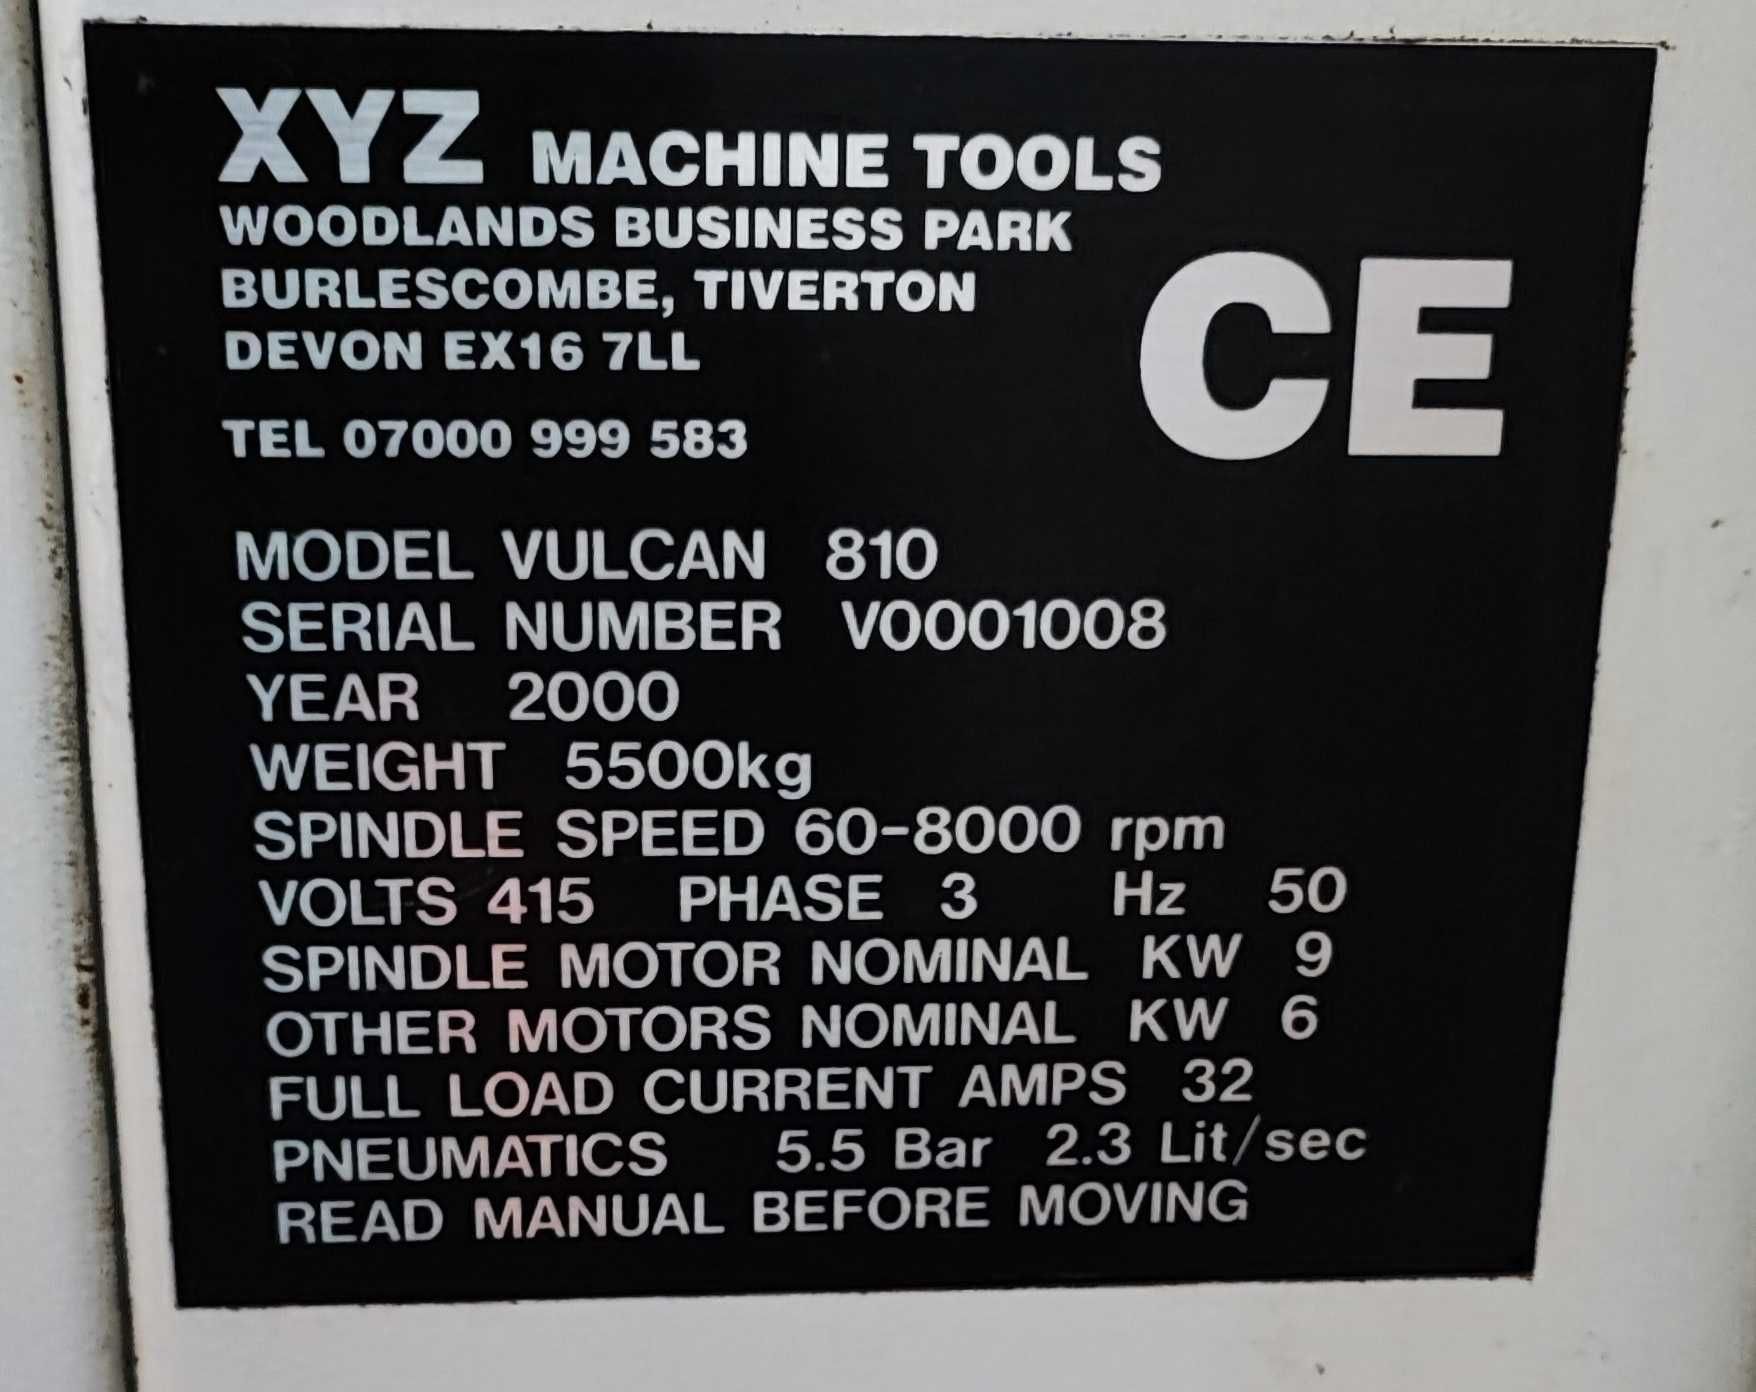 XYZ MACHINE TOOLS
WOODLANDS BUSINESS PARK
BURLESCOMBE, TIVERTON
DEVON EX16 7LL
CE
TEL 07000 999 583
MODEL VULCAN 810
SERIAL NUMBER V0001008
YEAR 2000
WEIGHT 5500kg
SPINDLE SPEED 60-8000 rpm
VOLTS 415 PHASE 3 Hz 50
SPINDLE MOTOR NOMINAL KW 9
OTHER MOTORS NOMINAL KW 6
FULL LOAD CURRENT AMPS 32
PNEUMATICS 5.5 Bar 2.3 Lit/sec
READ MANUAL BEFORE MOVING